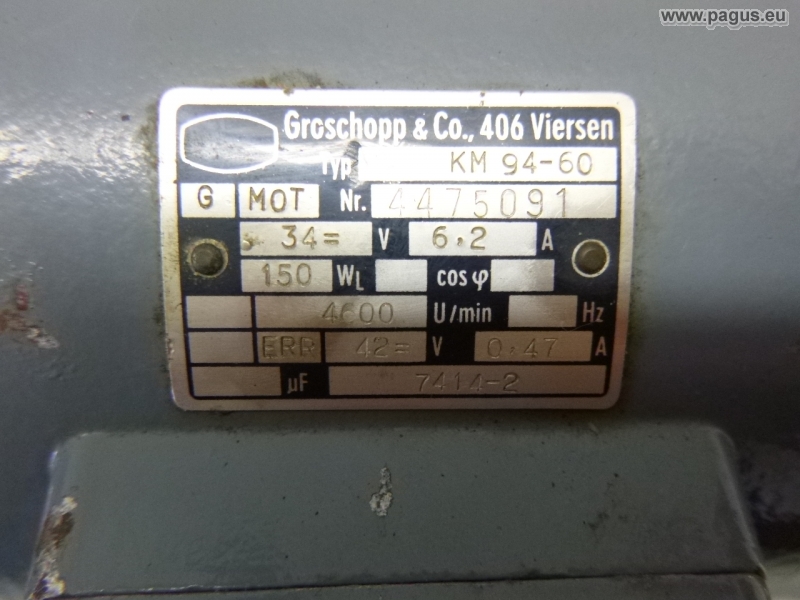 www.pagus.eu
Groschopp & Co., 406 Viersen
Typ KM 94-60
G MOT Nr. 4475091
34= V 6,2 A
150 WL cos φ
4600 U/min Hz
ERR 42= V 0,47 A
µF 7414-2